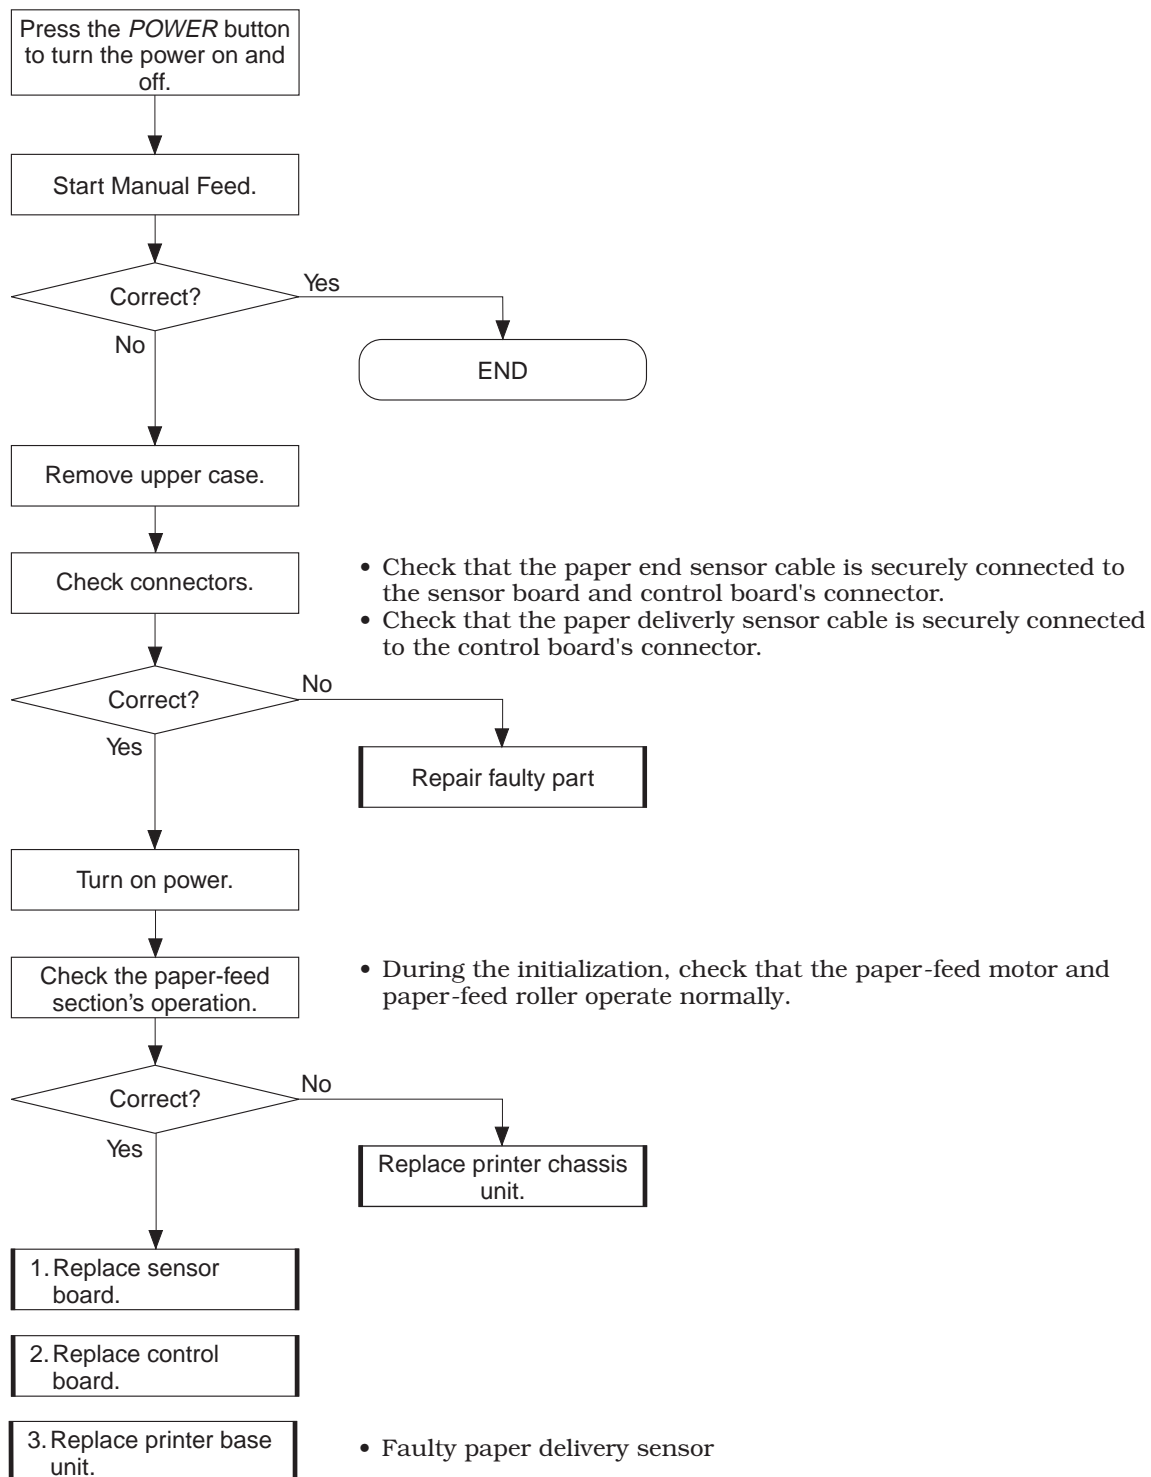 Press the POWER button
to turn the power on and
off.
Start Manual Feed.
Correct?
Yes
No
END
Remove upper case.
Check connectors.
• Check that the paper end sensor cable is securely connected to
the sensor board and control board's connector.
• Check that the paper deliverly sensor cable is securely connected
to the control board's connector.
Correct?
No
Yes
Repair faulty part
Turn on power.
Check the paper-feed
section’s operation.
• During the initialization, check that the paper-feed motor and
paper-feed roller operate normally.
Correct?
No
Yes
Replace printer chassis
unit.
1. Replace sensor
board.
2. Replace control
board.
3. Replace printer base
unit.
• Faulty paper delivery sensor